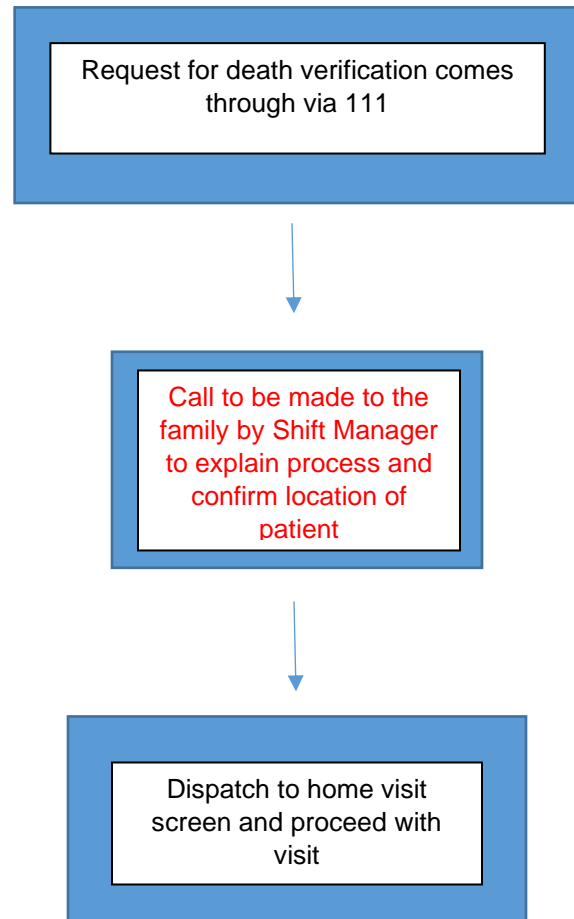 Request for death verification comes
through via 111
Call to be made to the
family by Shift Manager
to explain process and
confirm location of
patient
Dispatch to home visit
screen and proceed with
visit